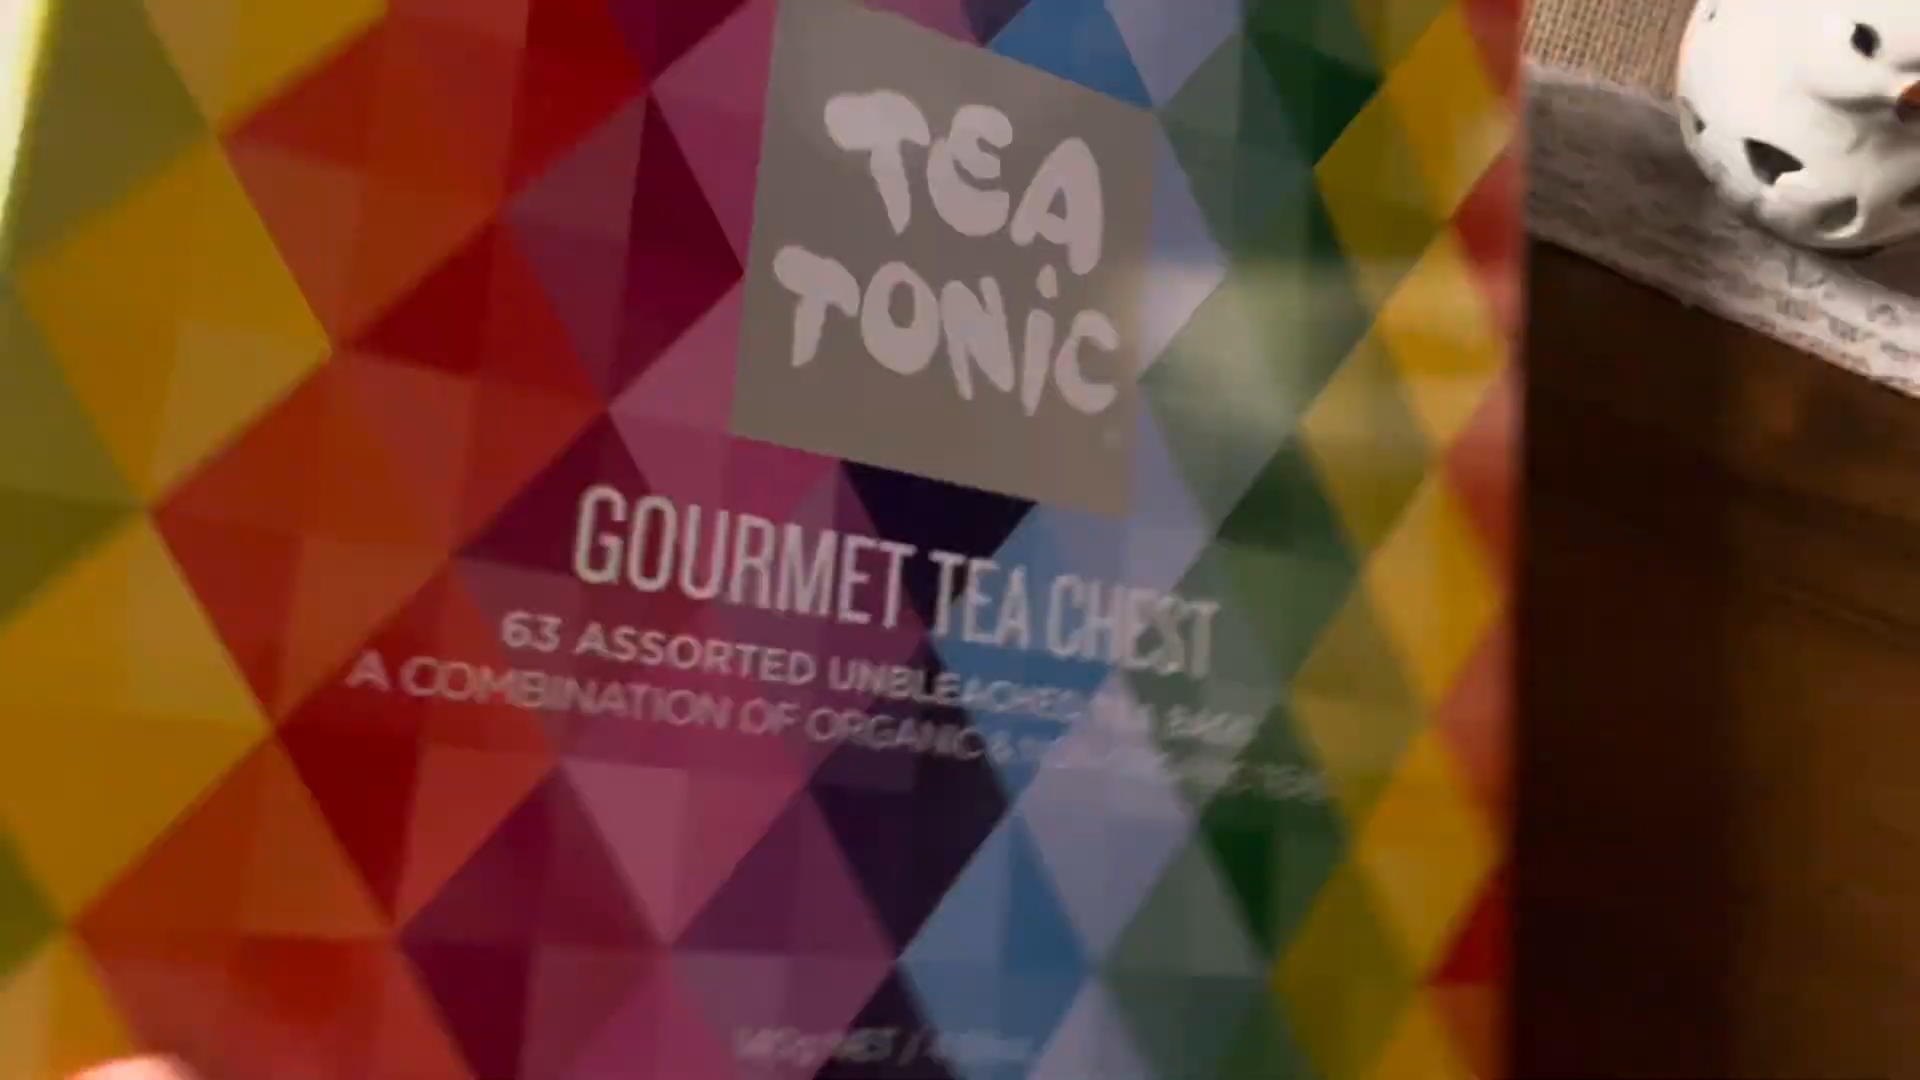 TEA
TONIC
GOURMET TEA CHEST
63 ASSORTED UNBLEACHED TEA BAGS
A COMBINATION OF ORGANIC &